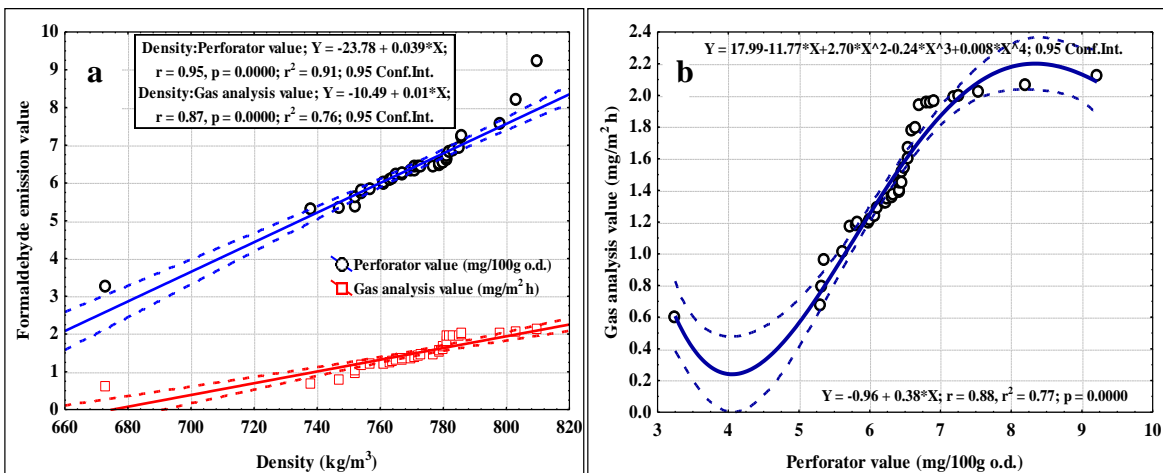 a
Density:Perforator value; Y = -23.78 + 0.039*X;
r = 0.95, p = 0.0000; r² = 0.91; 0.95 Conf.Int.
Density:Gas analysis value; Y = -10.49 + 0.01*X;
r = 0.87, p = 0.0000; r² = 0.76; 0.95 Conf.Int.
Formaldehyde emission value
10
9
8
7
6
5
4
3
2
1
0
Perforator value (mg/100g o.d.)
Gas analysis value (mg/m² h)
660 680 700 720 740 760 780 800 820
Density (kg/m³)
b
Y = 17.99-11.77*X+2.70*X^2-0.24*X^3+0.008*X^4; 0.95 Conf.Int.
Gas analysis value (mg/m² h)
2.4
2.2
2.0
1.8
1.6
1.4
1.2
1.0
0.8
0.6
0.4
0.2
0.0
Y = -0.96 + 0.38*X; r = 0.88, r² = 0.77; p = 0.0000
3 4 5 6 7 8 9 10
Perforator value (mg/100g o.d.)